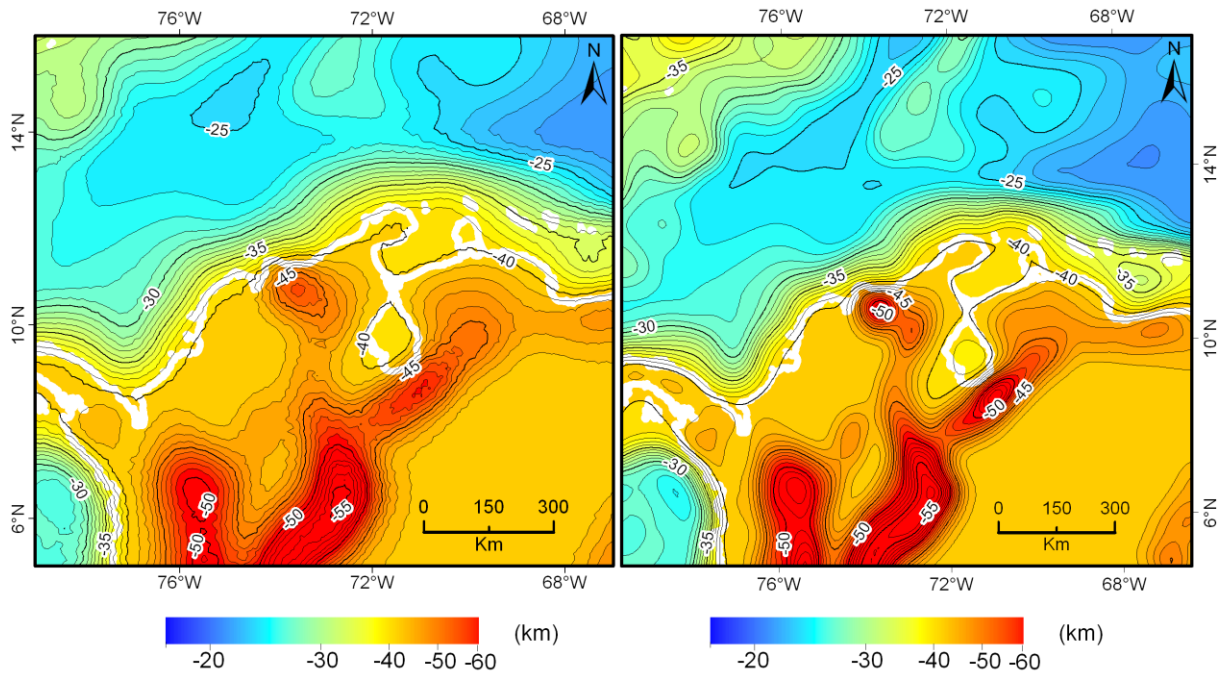 76°W 72°W 68°W 76°W 72°W 68°W
N N
-35
-25
-25
14°N 14°N
-25 -25
-35 -40
-30 -45 -40 -35 -40 -35
-45
-50
10°N -40 -30 10°N
-45
-50 -45
-30 -30
-50 0 150 300 0 150 300
-50 -55 -50 -55
6°N 6°N
-35 -50 Km -35 -50 Km
76°W 72°W 68°W 76°W 72°W 68°W
(km) (km)
-20 -30 -40 -50 -60 -20 -30 -40 -50 -60